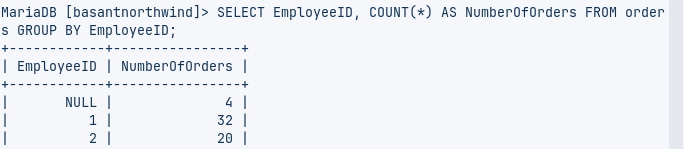 MariaDB [basantnorthwind]> SELECT EmployeeID, COUNT(*) AS NumberOfOrders FROM order
s GROUP BY EmployeeID;
+------------+----------------+
| EmployeeID | NumberOfOrders |
+------------+----------------+
|       NULL |              4 |
|          1 |             32 |
|          2 |             20 |